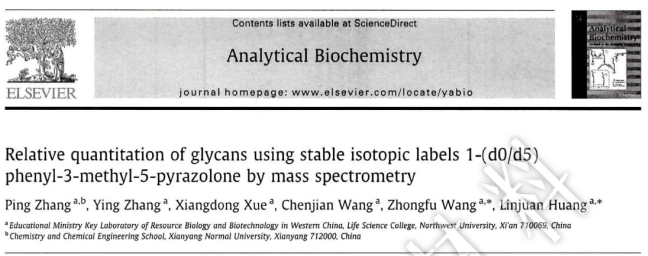 Contents lists available at ScienceDirect
Analytical Biochemistry
journal homepage: www.elsevier.com/locate/yabio
ELSEVIER
Analytical
Biochemistry
Relative quantitation of glycans using stable isotopic labels 1-(d0/d5)
phenyl-3-methyl-5-pyrazolone by mass spectrometry
Ping Zhang a,b, Ying Zhang a, Xiangdong Xue a, Chenjian Wang a, Zhongfu Wang a,*, Linjuan Huang a,*
a Educational Ministry Key Laboratory of Resource Biology and Biotechnology in Western China, Life Science College, Northwest University, Xi'an 710069, China
b Chemistry and Chemical Engineering School, Xianyang Normal University, Xianyang 712000, China
料